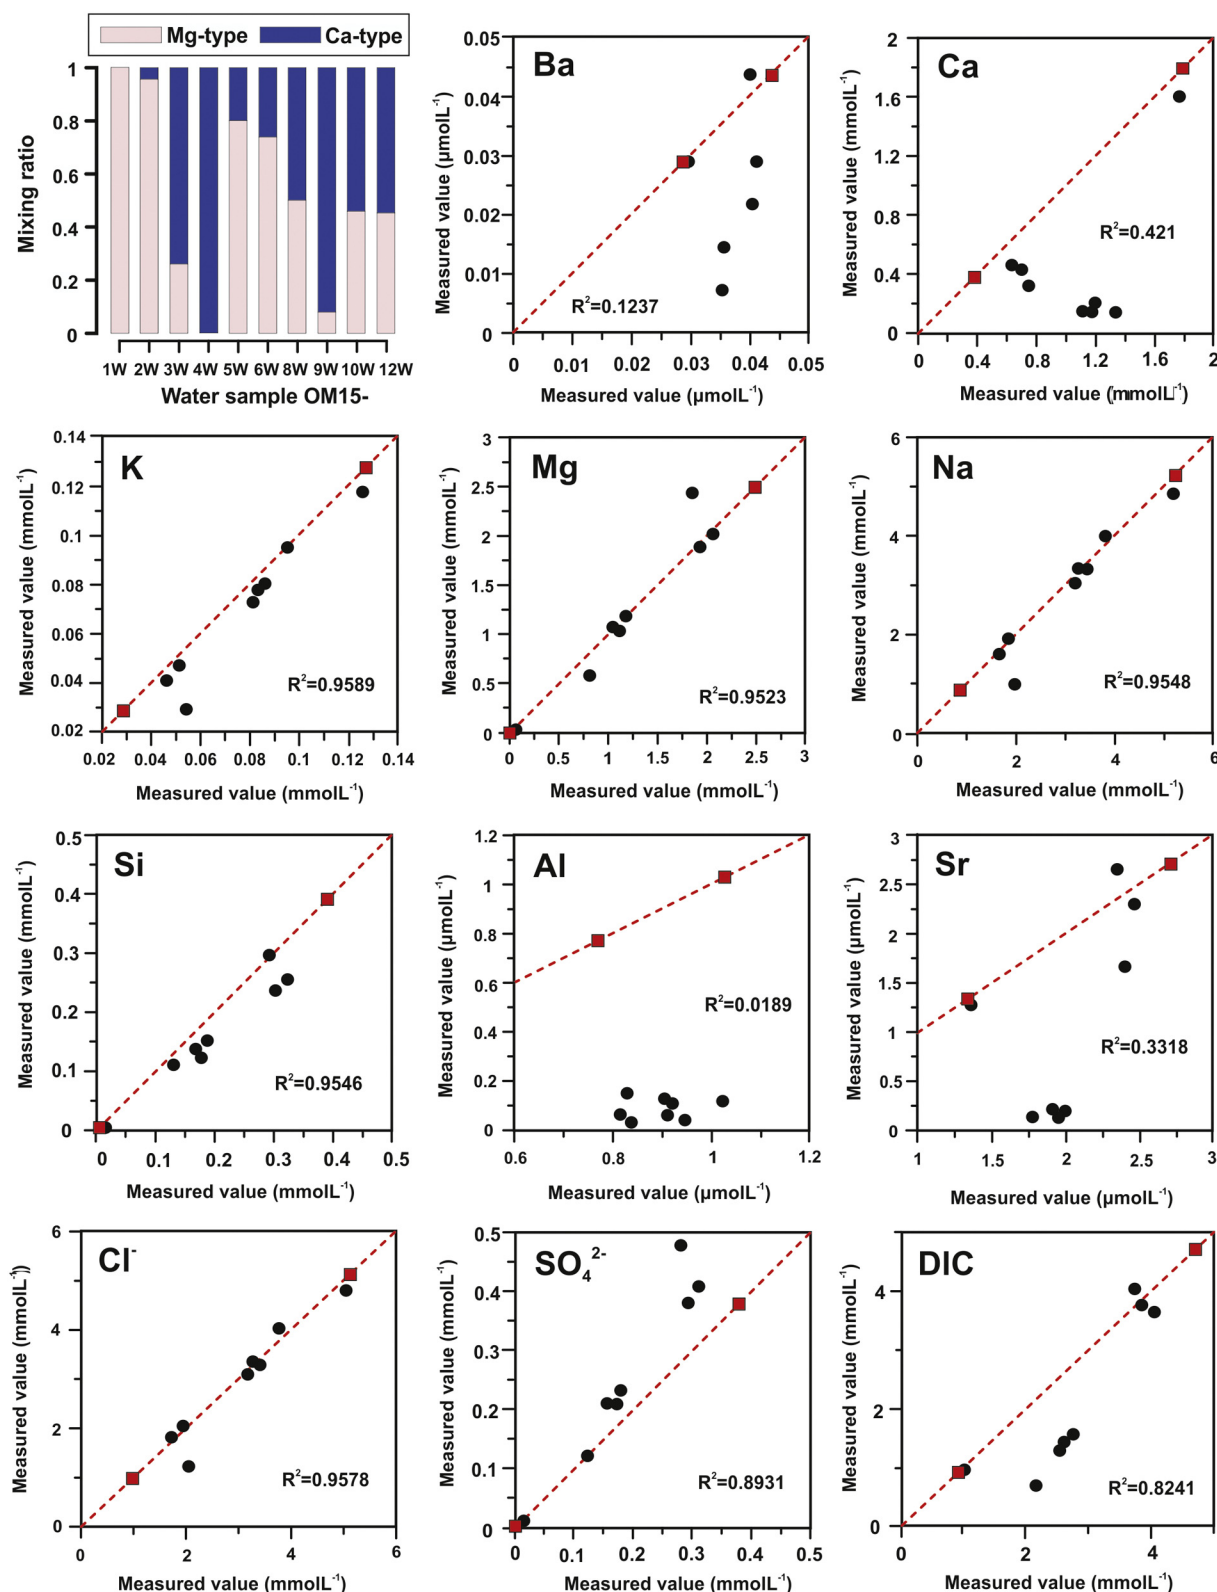 Mg-type Ca-type
1
0.8
0.6
0.4
0.2
0
Mixing ratio
1W 2W 3W 4W 5W 6W 8W 9W 10W 12W
Water sample OM15-
Ba
0.05
0.03
0.02
0.01
0
Measured value (µmolL⁻¹)
R²=0.1237
0 0.01 0.02 0.03 0.04 0.05
Measured value (µmolL⁻¹)
Ca
2
1.6
1.2
0.8
0.4
0
Measured value (mmolL⁻¹)
R²=0.421
0 0.4 0.8 1.2 1.6 2
Measured value (mmolL⁻¹)
K
0.14
0.12
0.1
0.08
0.06
0.04
0.02
Measured value (mmolL⁻¹)
R²=0.9589
0.02 0.04 0.06 0.08 0.1 0.12 0.14
Measured value (mmolL⁻¹)
Mg
3
2.5
2
1.5
1
0.5
0
Measured value (mmolL⁻¹)
R²=0.9523
0 0.5 1 1.5 2 2.5 3
Measured value (mmolL⁻¹)
Na
6
4
2
0
Measured value (mmolL⁻¹)
R²=0.9548
0 2 4 6
Measured value (mmolL⁻¹)
Si
0.5
0.4
0.3
0.2
0.1
0
Measured value (mmolL⁻¹)
R²=0.9546
0 0.1 0.2 0.3 0.4 0.5
Measured value (mmolL⁻¹)
Al
1.2
1
0.8
0.6
0.4
0.2
0
Measured value (µmolL⁻¹)
R²=0.0189
0.6 0.8 1 1.2
Measured value (µmolL⁻¹)
Sr
3
2.5
2
1.5
1
0.5
0
Measured value (µmolL⁻¹)
R²=0.3318
1 1.5 2 2.5 3
Measured value (µmolL⁻¹)
Cl⁻
6
4
2
0
Measured value (mmolL⁻¹))
R²=0.9578
0 2 4 6
Measured value (mmolL⁻¹)
SO₄²⁻
0.5
0.4
0.3
0.2
0.1
0
Measured value (mmolL⁻¹)
R²=0.8931
0 0.1 0.2 0.3 0.4 0.5
Measured value (mmolL⁻¹)
DIC
4
2
0
Measured value (mmolL⁻¹)
R²=0.8241
0 2 4
Measured value (mmolL⁻¹)